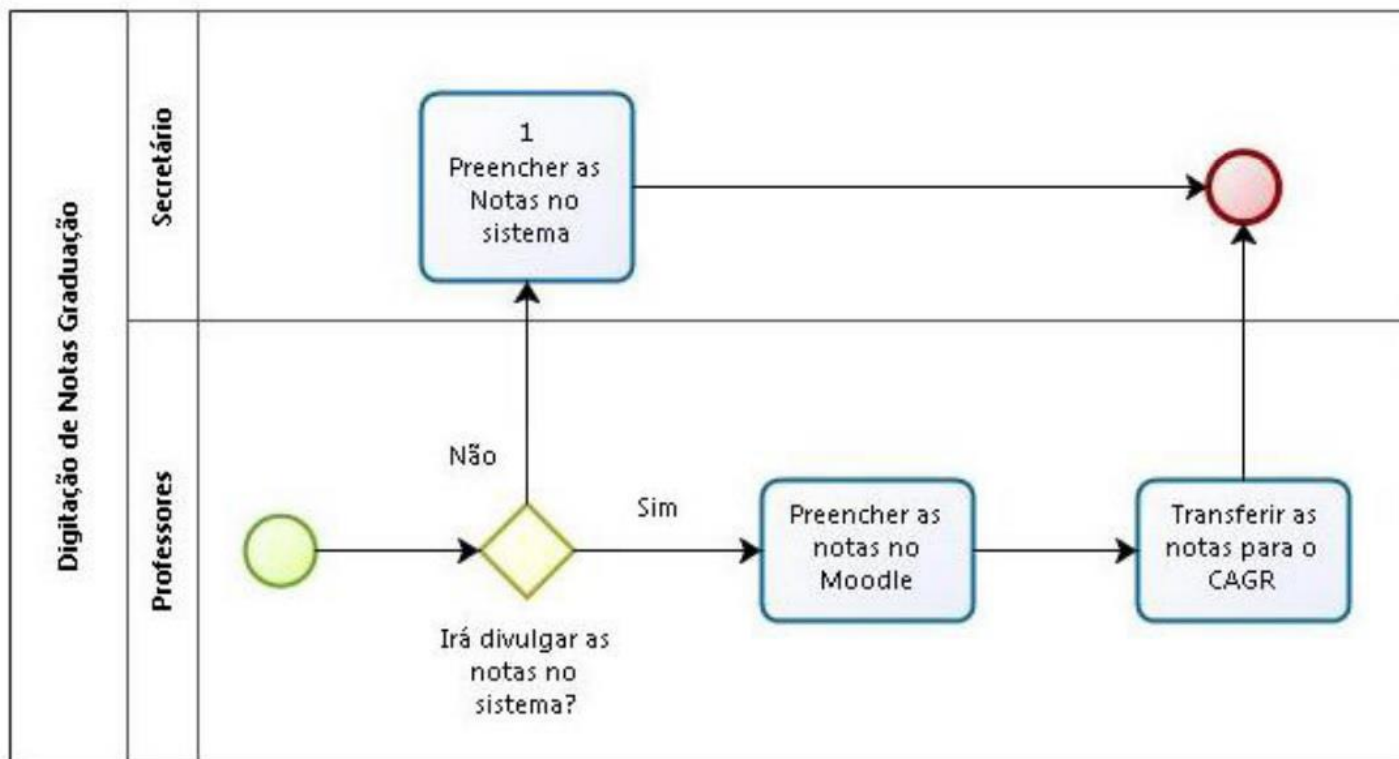 Digitação de Notas Graduação
Secretário
1
Preencher as
Notas no
sistema
Professores
Não
Sim
Irá divulgar as
notas no
sistema?
Preencher as
notas no
Moodle
Transferir as
notas para o
CAGR